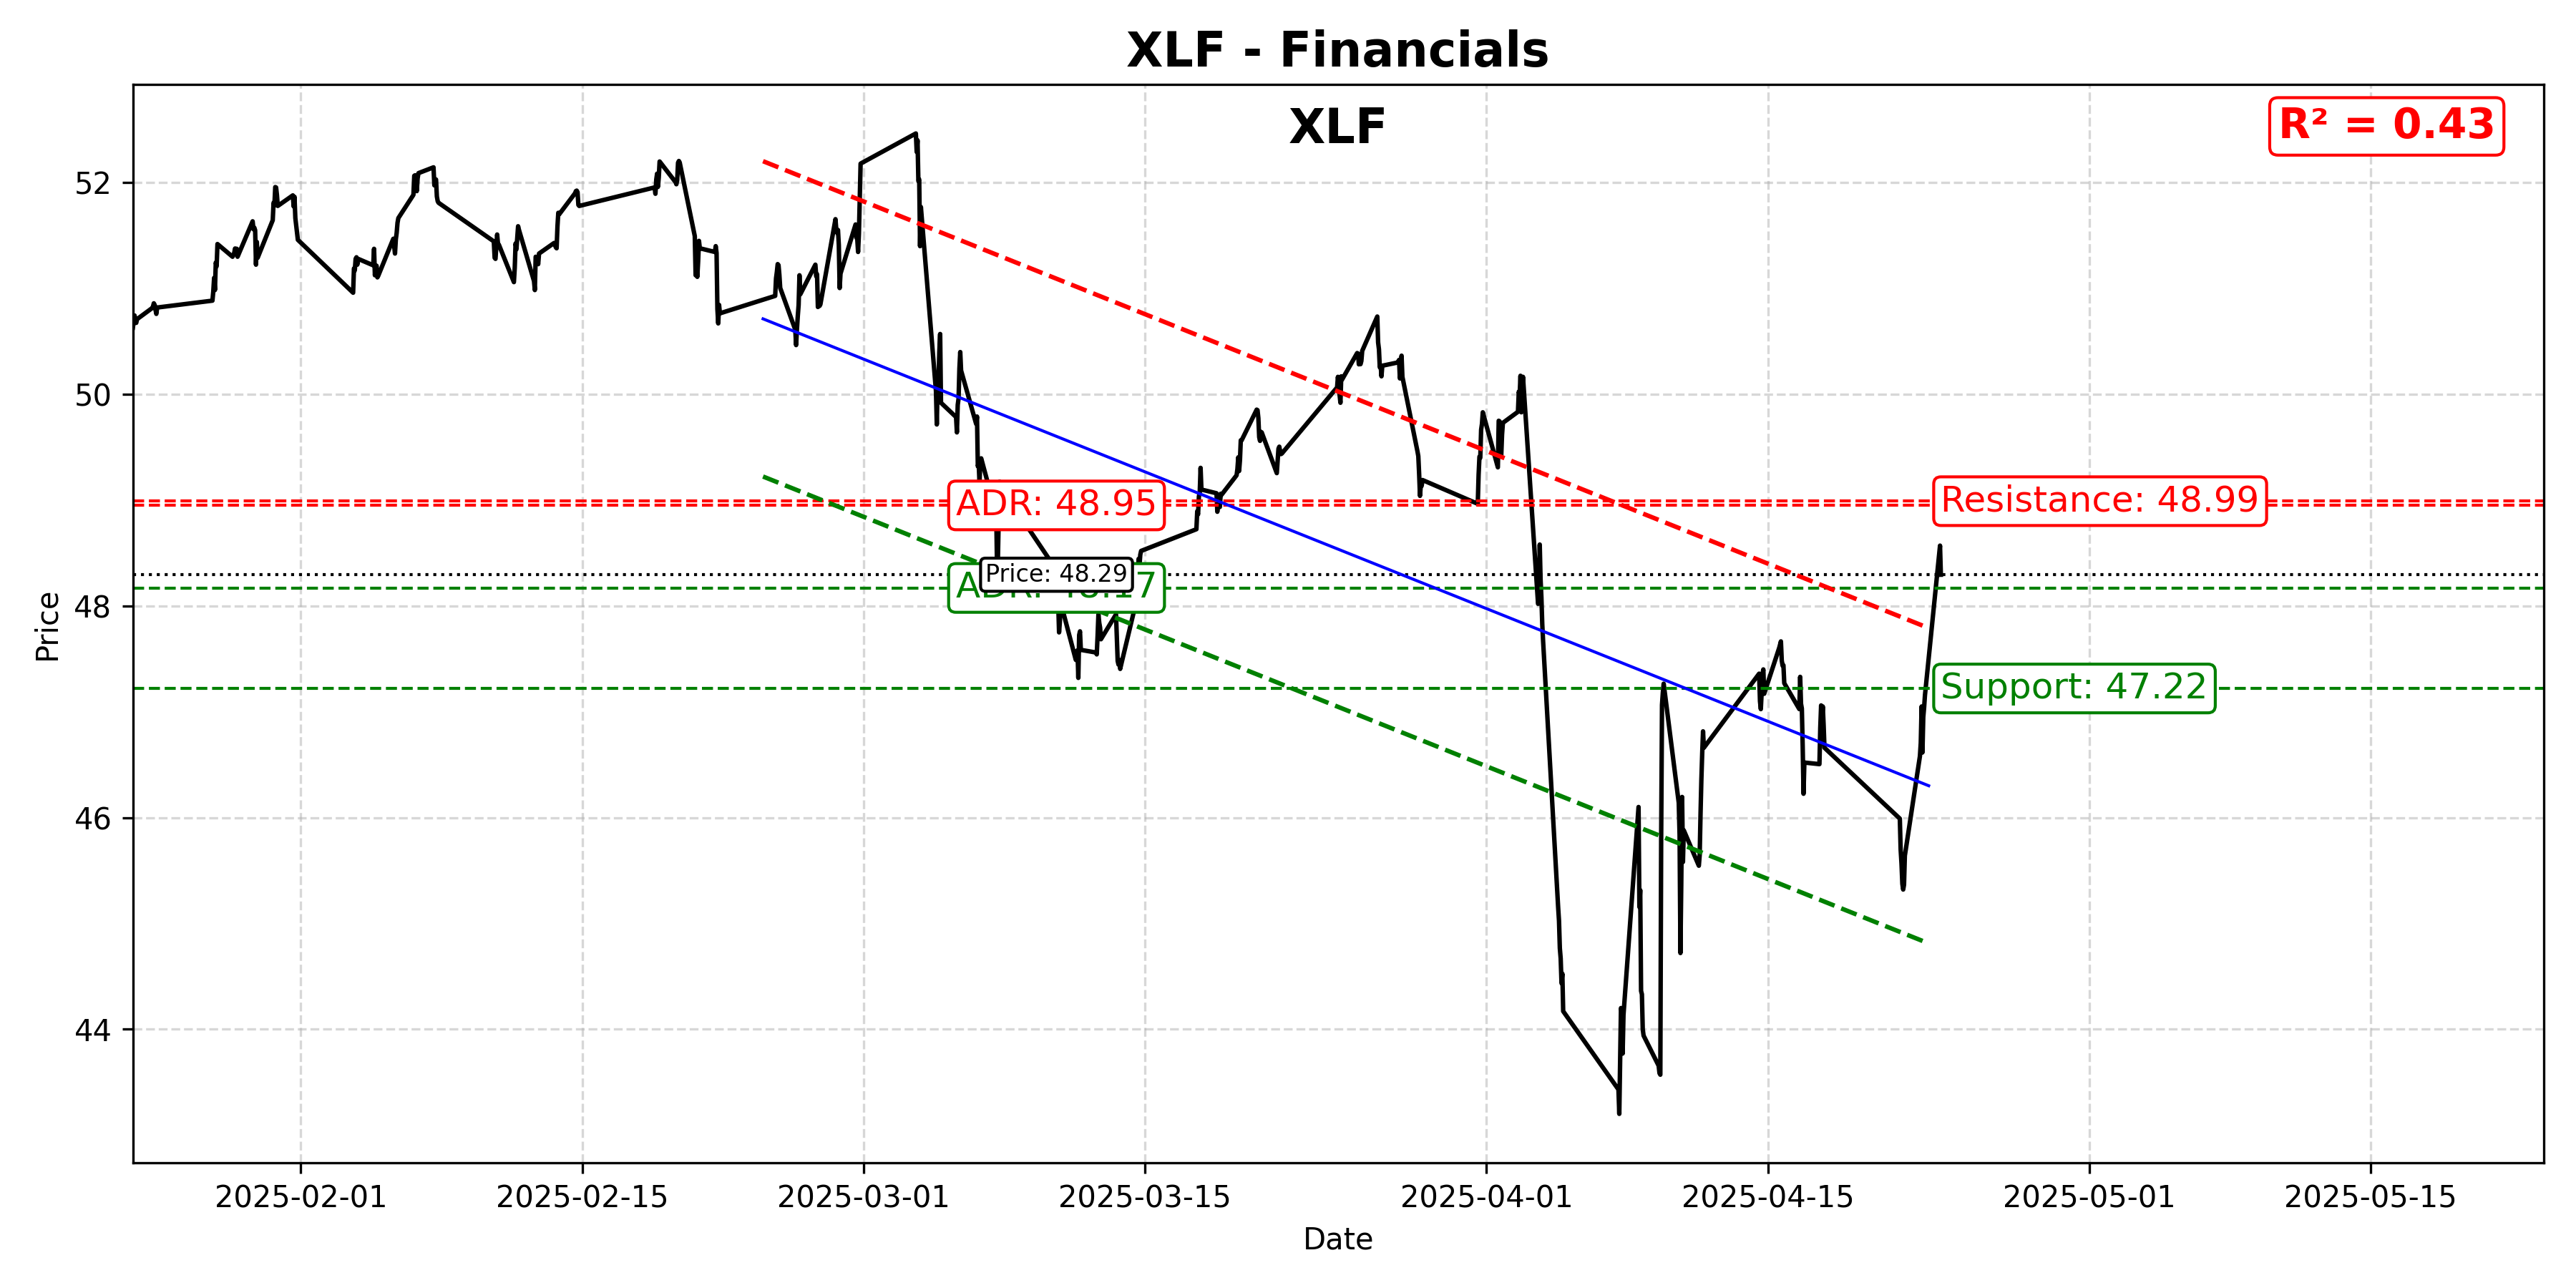 XLF - Financials
XLF
R² = 0.43
52
50
48
46
44
Price
ADR: 48.95
Resistance: 48.99
Price: 48.29
Support: 47.22
2025-02-01
2025-02-15
2025-03-01
2025-03-15
2025-04-01
2025-04-15
2025-05-01
2025-05-15
Date